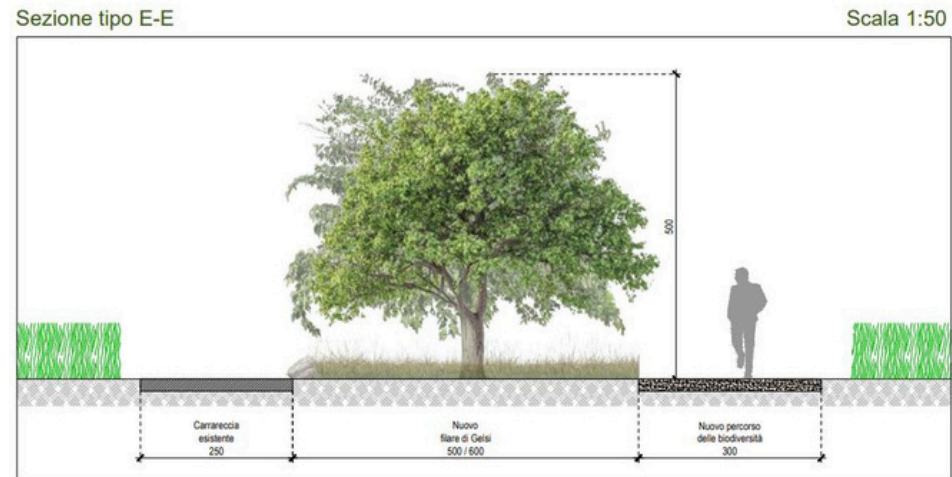 Sezione tipo E-E
Scala 1:50
500
Carrareccia
esistente
250
Nuovo
filare di Gelsi
500 / 600
Nuovo percorso
delle biodiversità
300